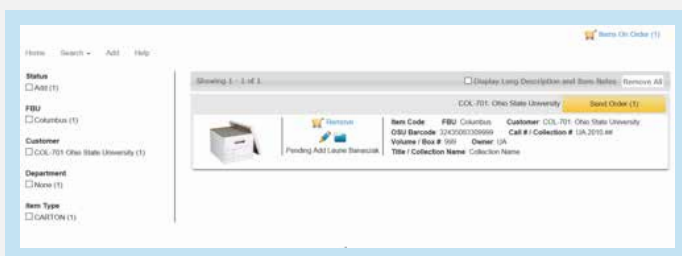 Items On Order (1)
Home Search Add Help
Status
Add (1)
FBU
Columbus (1)
Customer
COL-701: Ohio State University (1)
Department
None (1)
Item Type
CARTON (1)
Showing 1 - 1 of 1
Display Long Description and Item Notes Remove All
COL-701: Ohio State University Send Order (1)
Remove
Pending Add Laurie
Item Code FBU Columbus Customer COL-701: Ohio State University
OSU Barcode Call # / Collection # UA.2010.##
Volume / Box # 999 Owner UA
Title / Collection Name Collection Name